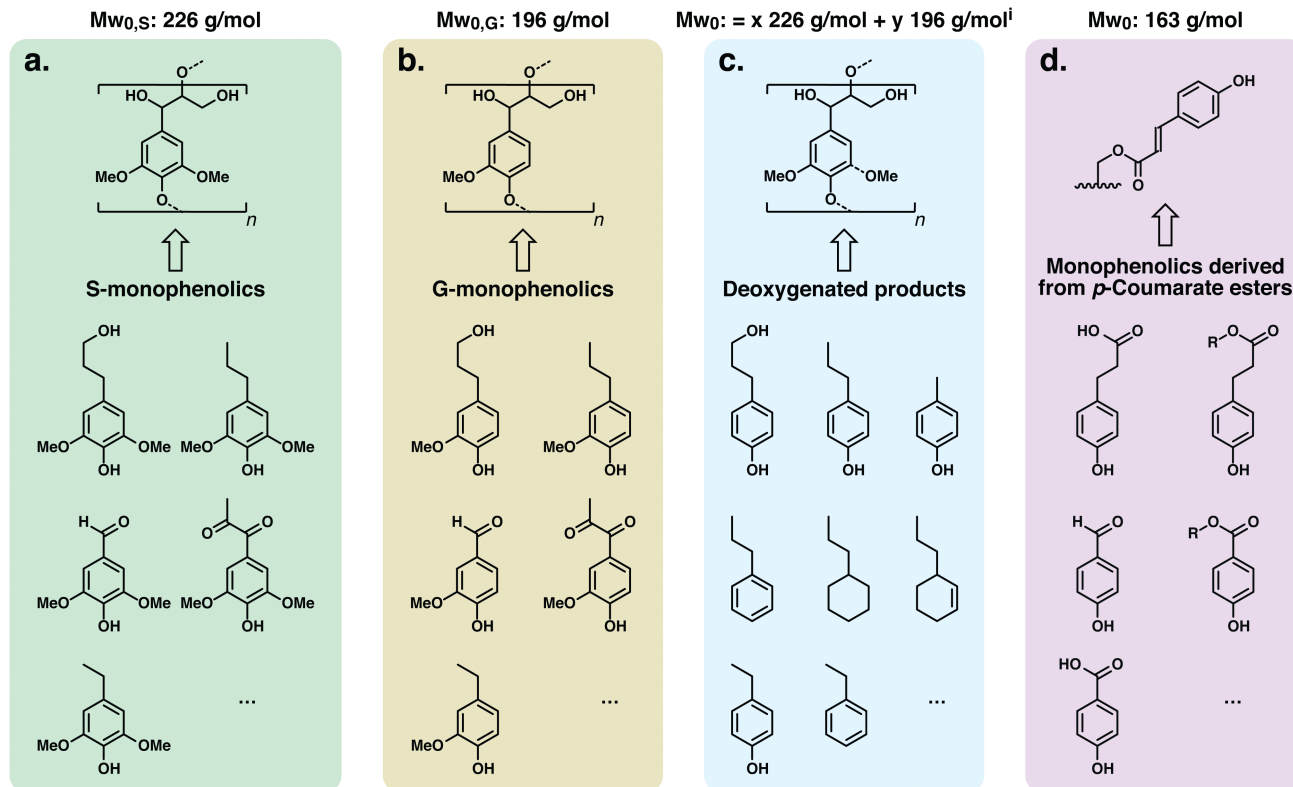 Mw0,S: 226 g/mol
Mw0,G: 196 g/mol
Mw0: = x 226 g/mol + y 196 g/molⁱ
Mw0: 163 g/mol
a.
O
HO
OH
MeO
OMe
O
n
S-monophenolics
OH
MeO
OMe
OH
MeO
OMe
OH
H
O
MeO
OMe
OH
O
O
MeO
OMe
OH
MeO
OMe
OH
...
b.
O
HO
OH
MeO
O
n
G-monophenolics
OH
MeO
OH
MeO
OH
H
O
MeO
OH
O
O
MeO
OH
MeO
OH
...
c.
O
HO
OH
MeO
OMe
O
n
Deoxygenated products
OH
OH
OH
OH
OH
...
d.
OH
O
O
Monophenolics derived
from p-Coumarate esters
HO
O
OH
R
O
O
OH
H
O
OH
R
O
O
OH
HO
O
OH
...